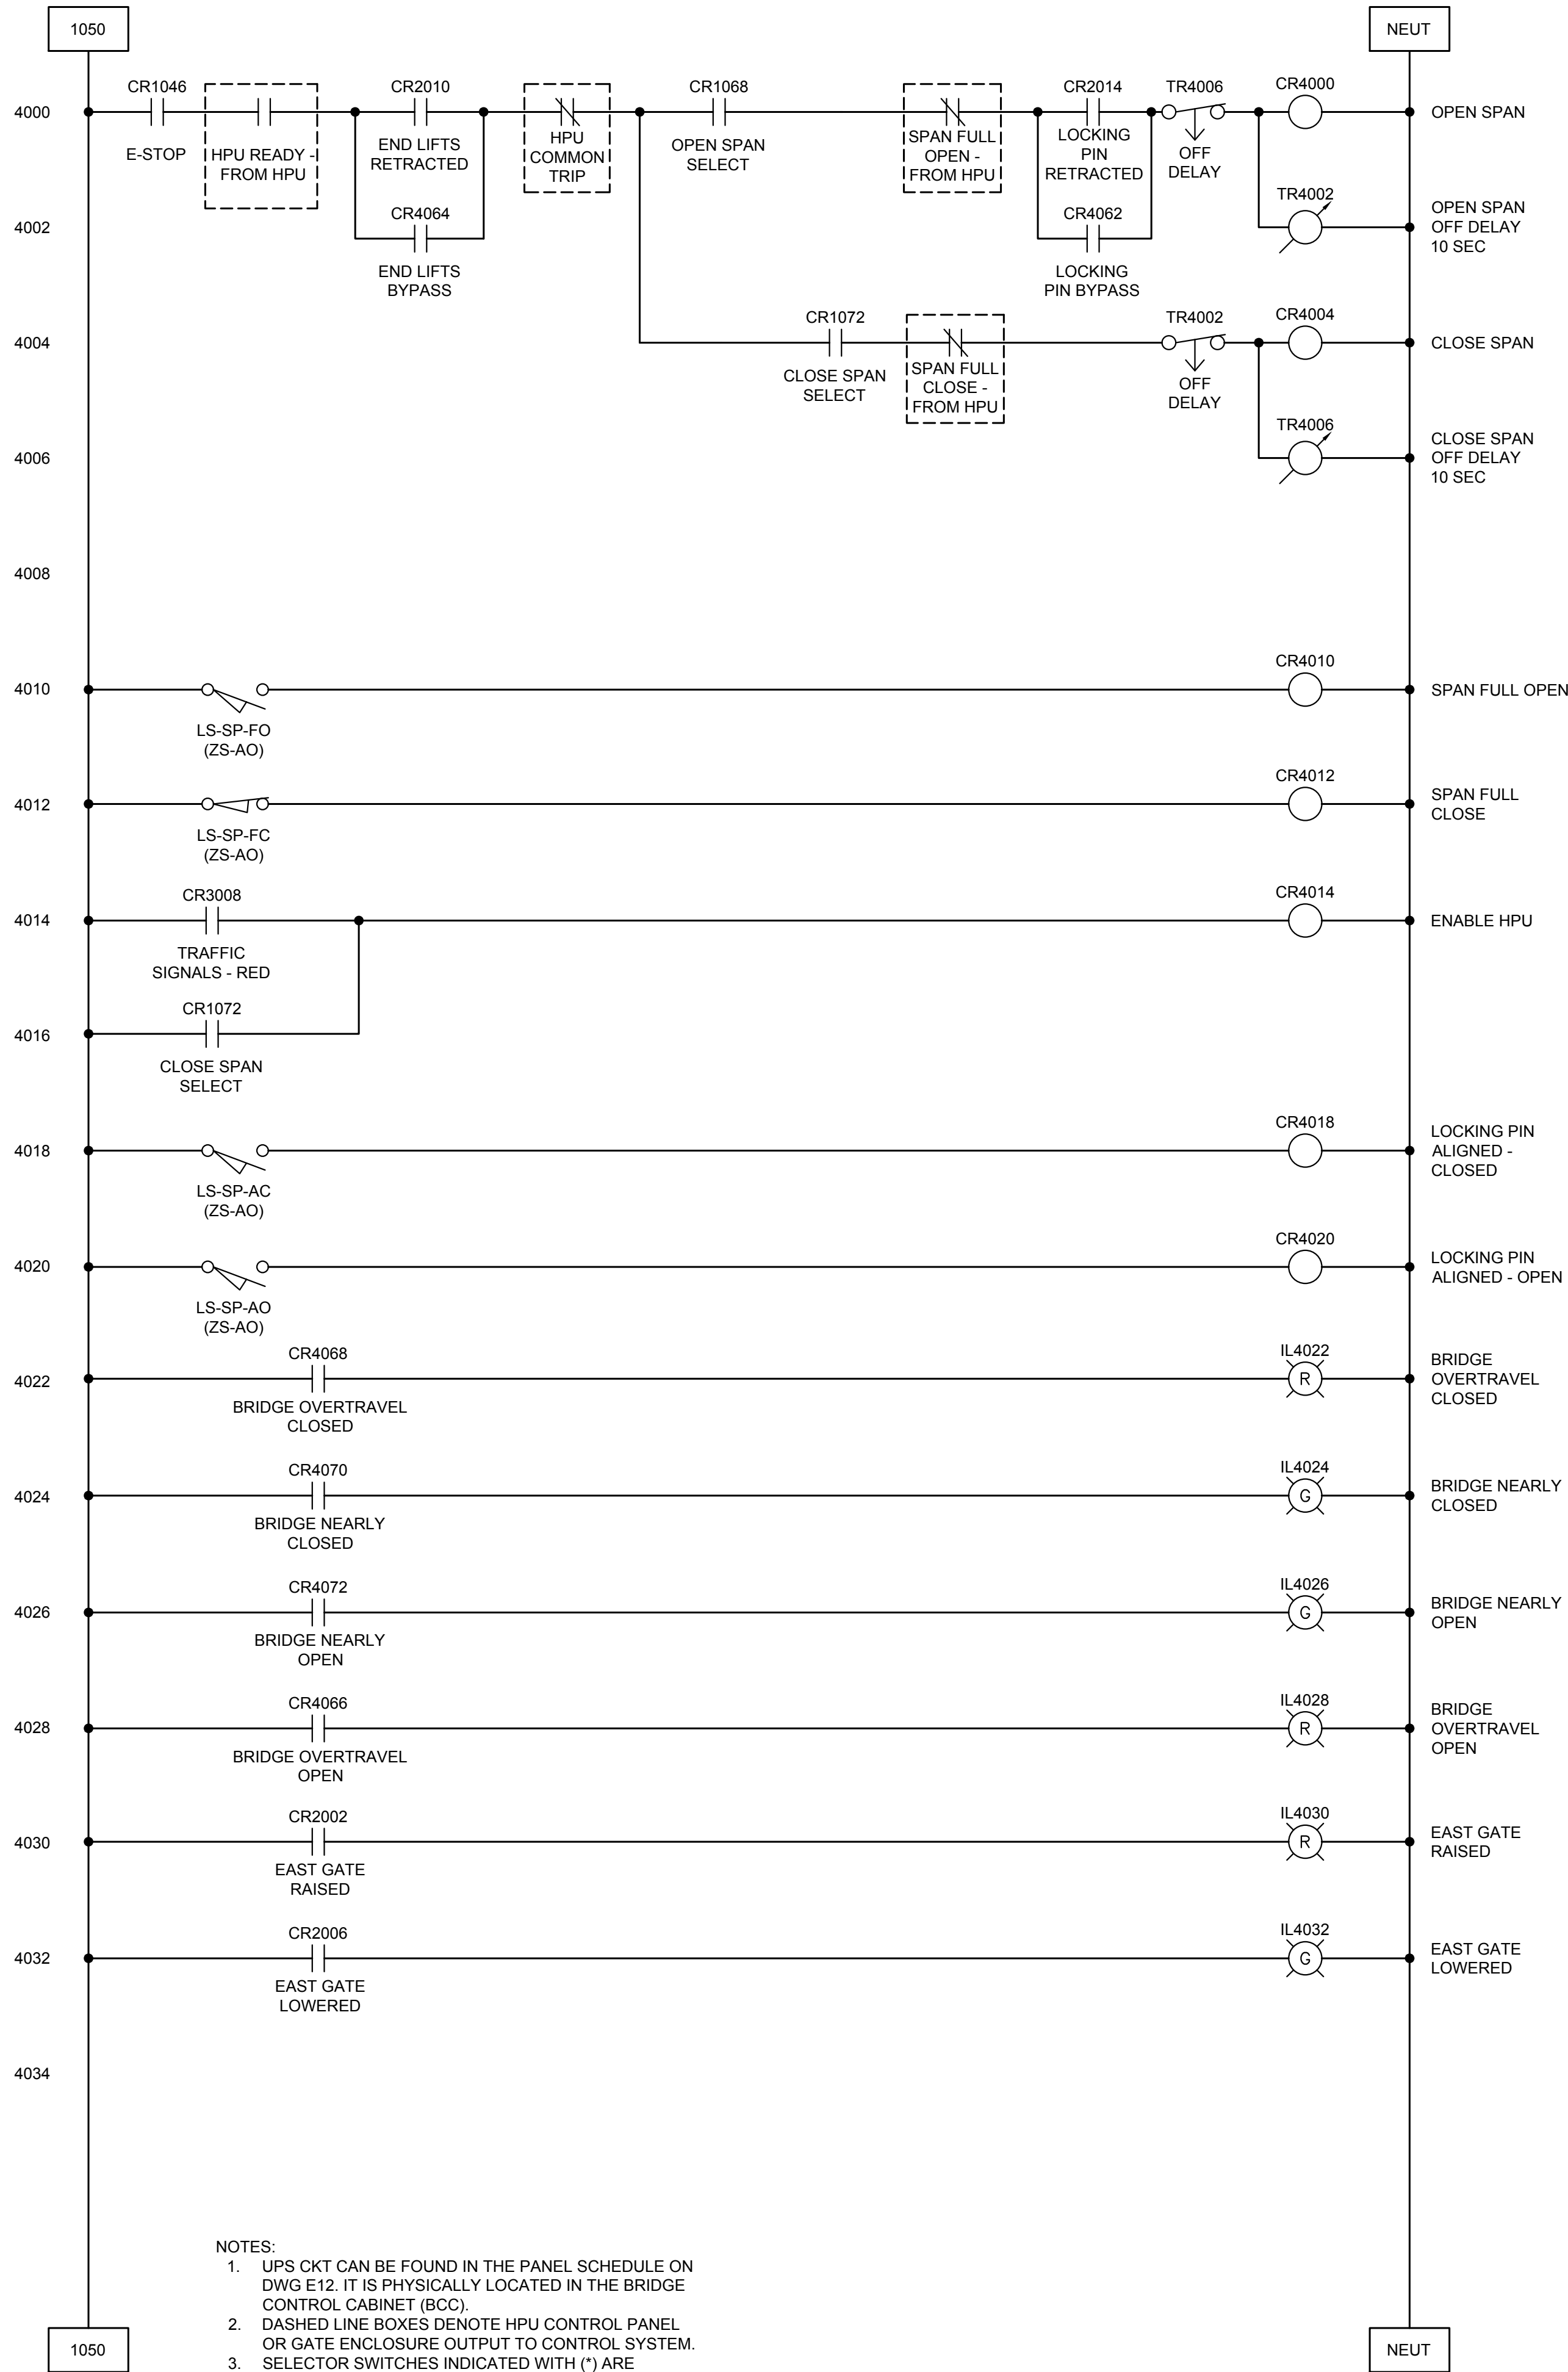 1050
NEUT
4000
CR1046
E-STOP
HPU READY -
FROM HPU
CR2010
END LIFTS
RETRACTED
HPU
COMMON
TRIP
CR1068
OPEN SPAN
SELECT
SPAN FULL
OPEN -
FROM HPU
CR2014
LOCKING
PIN
RETRACTED
TR4006
OFF
DELAY
CR4000
OPEN SPAN
4002
CR4064
END LIFTS
BYPASS
CR4062
LOCKING
PIN BYPASS
TR4002
OPEN SPAN
OFF DELAY
10 SEC
4004
CR1072
CLOSE SPAN
SELECT
SPAN FULL
CLOSE -
FROM HPU
TR4002
OFF
DELAY
CR4004
CLOSE SPAN
4006
TR4006
CLOSE SPAN
OFF DELAY
10 SEC
4008
4010
LS-SP-FO
(ZS-AO)
CR4010
SPAN FULL OPEN
4012
LS-SP-FC
(ZS-AO)
CR4012
SPAN FULL
CLOSE
4014
CR3008
TRAFFIC
SIGNALS - RED
CR4014
ENABLE HPU
4016
CR1072
CLOSE SPAN
SELECT
4018
LS-SP-AC
(ZS-AO)
CR4018
LOCKING PIN
ALIGNED -
CLOSED
4020
LS-SP-AO
(ZS-AO)
CR4020
LOCKING PIN
ALIGNED - OPEN
4022
CR4068
BRIDGE OVERTRAVEL
CLOSED
IL4022
R
BRIDGE
OVERTRAVEL
CLOSED
4024
CR4070
BRIDGE NEARLY
CLOSED
IL4024
G
BRIDGE NEARLY
CLOSED
4026
CR4072
BRIDGE NEARLY
OPEN
IL4026
G
BRIDGE NEARLY
OPEN
4028
CR4066
BRIDGE OVERTRAVEL
OPEN
IL4028
R
BRIDGE
OVERTRAVEL
OPEN
4030
CR2002
EAST GATE
RAISED
IL4030
R
EAST GATE
RAISED
4032
CR2006
EAST GATE
LOWERED
IL4032
G
EAST GATE
LOWERED
4034
NOTES:
1. UPS CKT CAN BE FOUND IN THE PANEL SCHEDULE ON
DWG E12. IT IS PHYSICALLY LOCATED IN THE BRIDGE
CONTROL CABINET (BCC).
2. DASHED LINE BOXES DENOTE HPU CONTROL PANEL
OR GATE ENCLOSURE OUTPUT TO CONTROL SYSTEM.
3. SELECTOR SWITCHES INDICATED WITH (*) ARE
1050
NEUT